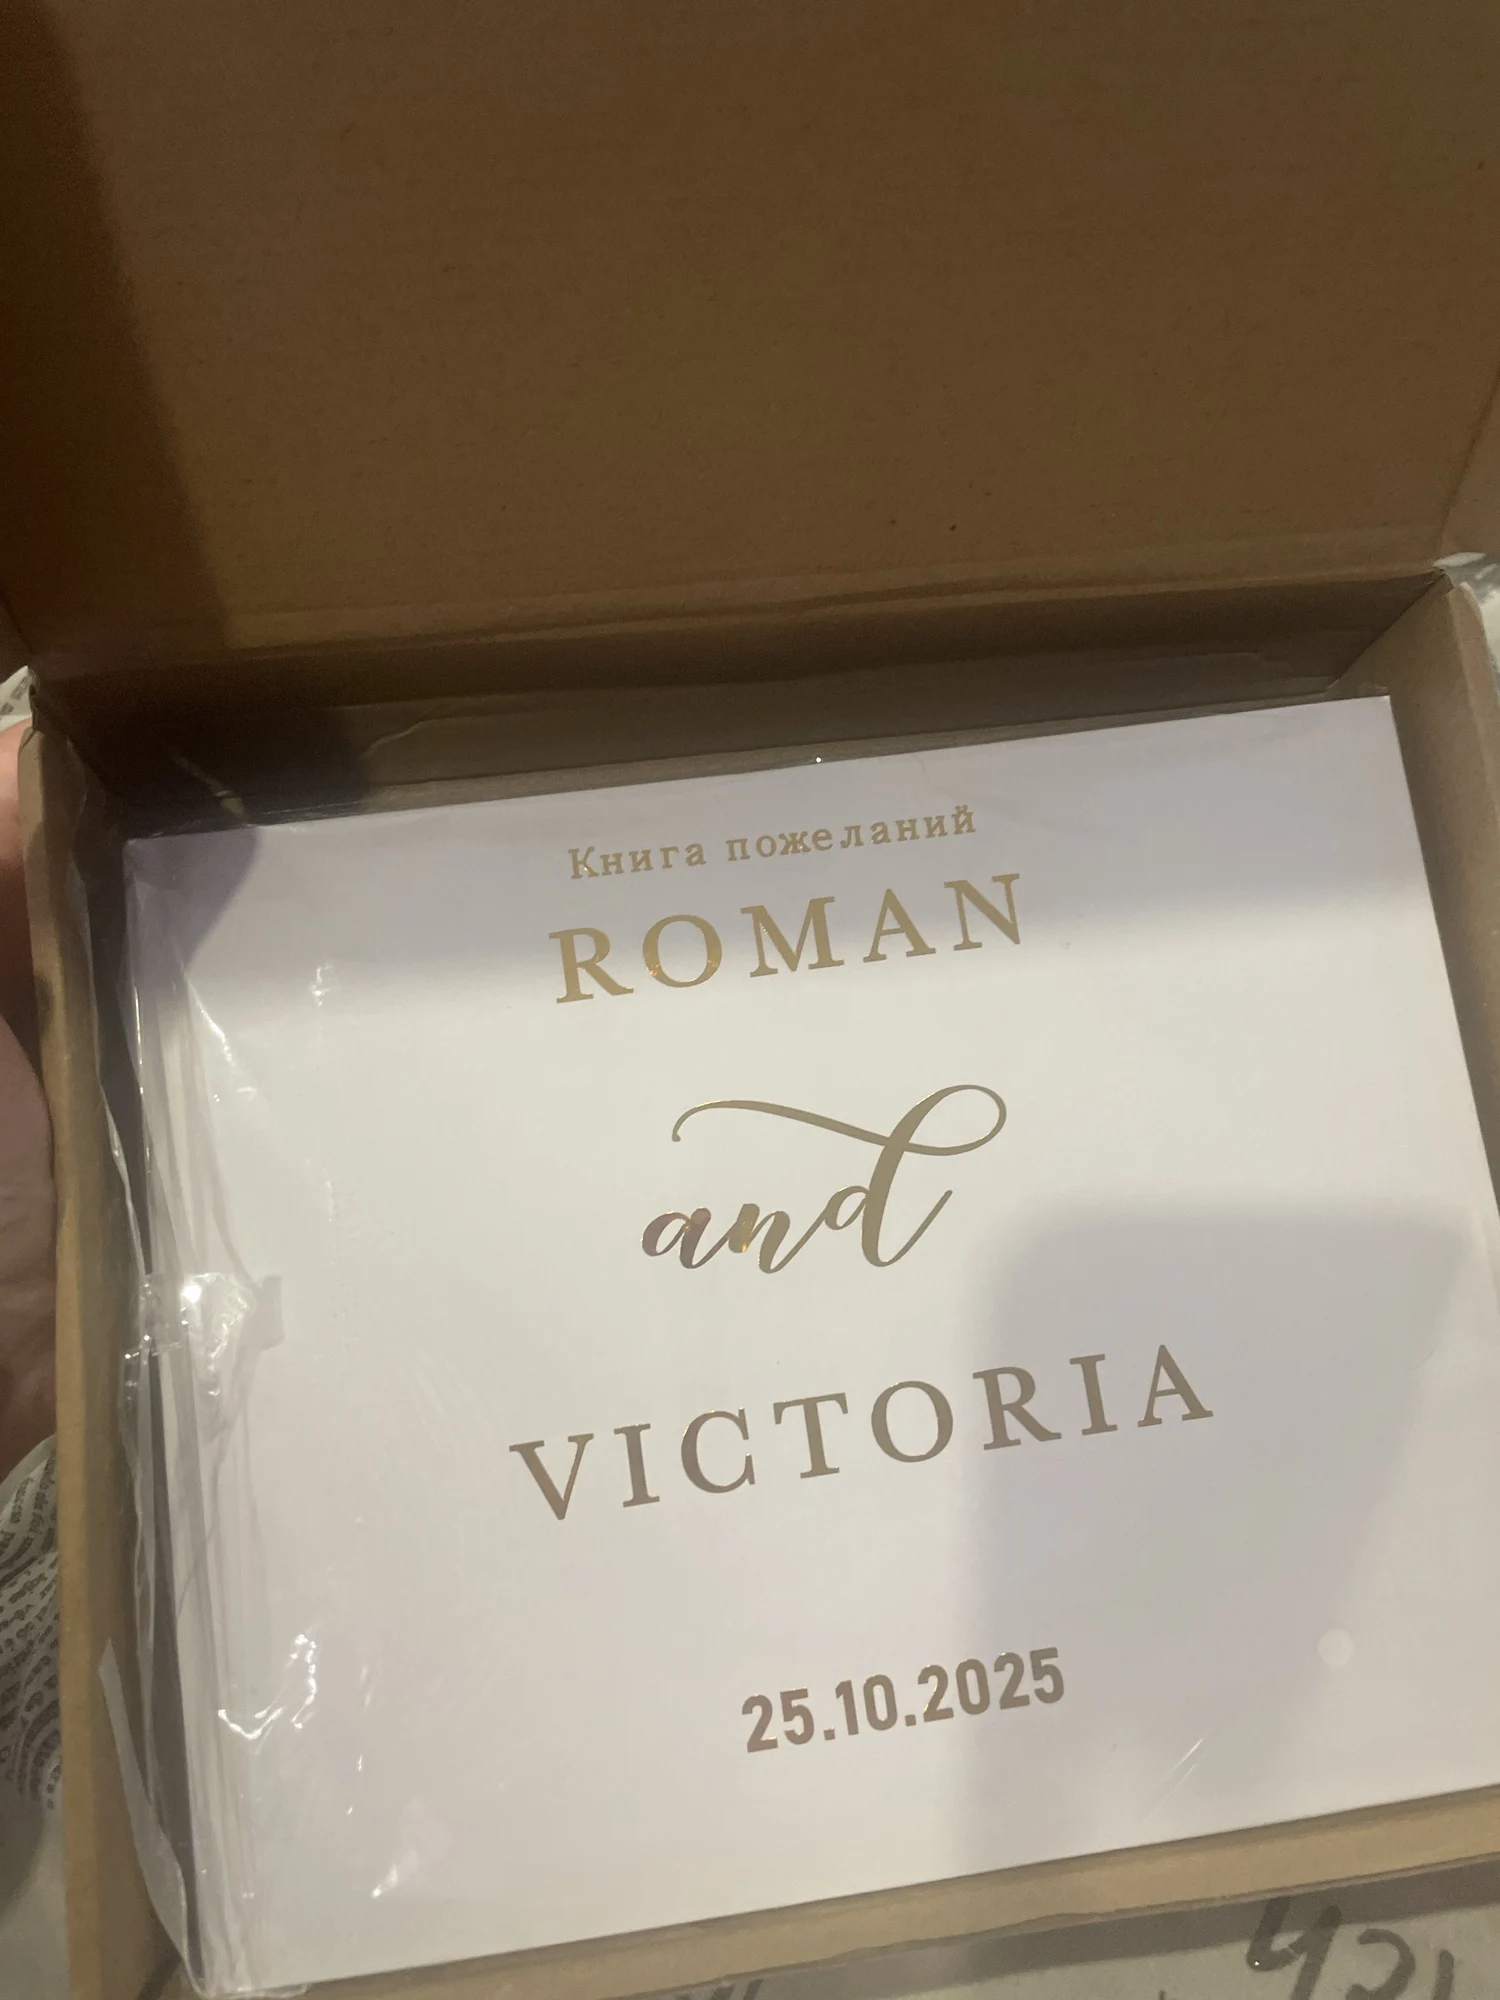 Книга пожеланий
ROMAN
and
VICTORIA
25.10.2025